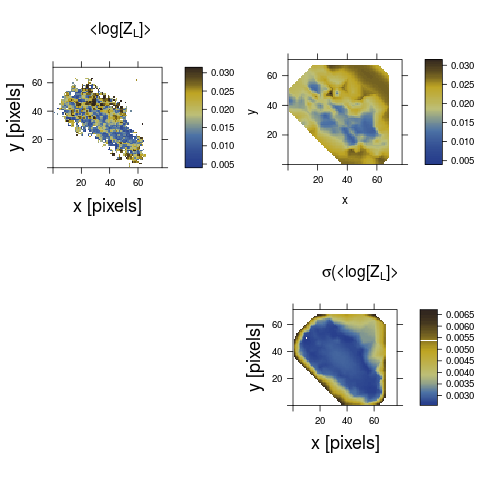 <log[Z_L]>
y [pixels]
60
40
20
20 40 60
x [pixels]
0.030
0.025
0.020
0.015
0.010
0.005
y
60
40
20
20 40 60
x
0.030
0.025
0.020
0.015
0.010
0.005
σ(<log[Z_L]>
y [pixels]
60
40
20
20 40 60
x [pixels]
0.0065
0.0060
0.0055
0.0050
0.0045
0.0040
0.0035
0.0030